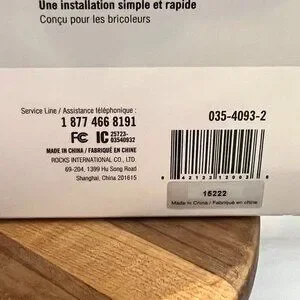 Une installation simple et rapide
Conçu pour les bricoleurs
Service Line / Assistance téléphonique :
1 877 466 8191
FC IC 25723-
03540932
MADE IN CHINA / FABRIQUÉ EN CHINE
ROCKS INTERNATIONAL CO., LTD.
69-204, 1399 Hu Song Road
Shanghai, China 201615
035-4093-2
15222
Made in China / Fabriqué en chine